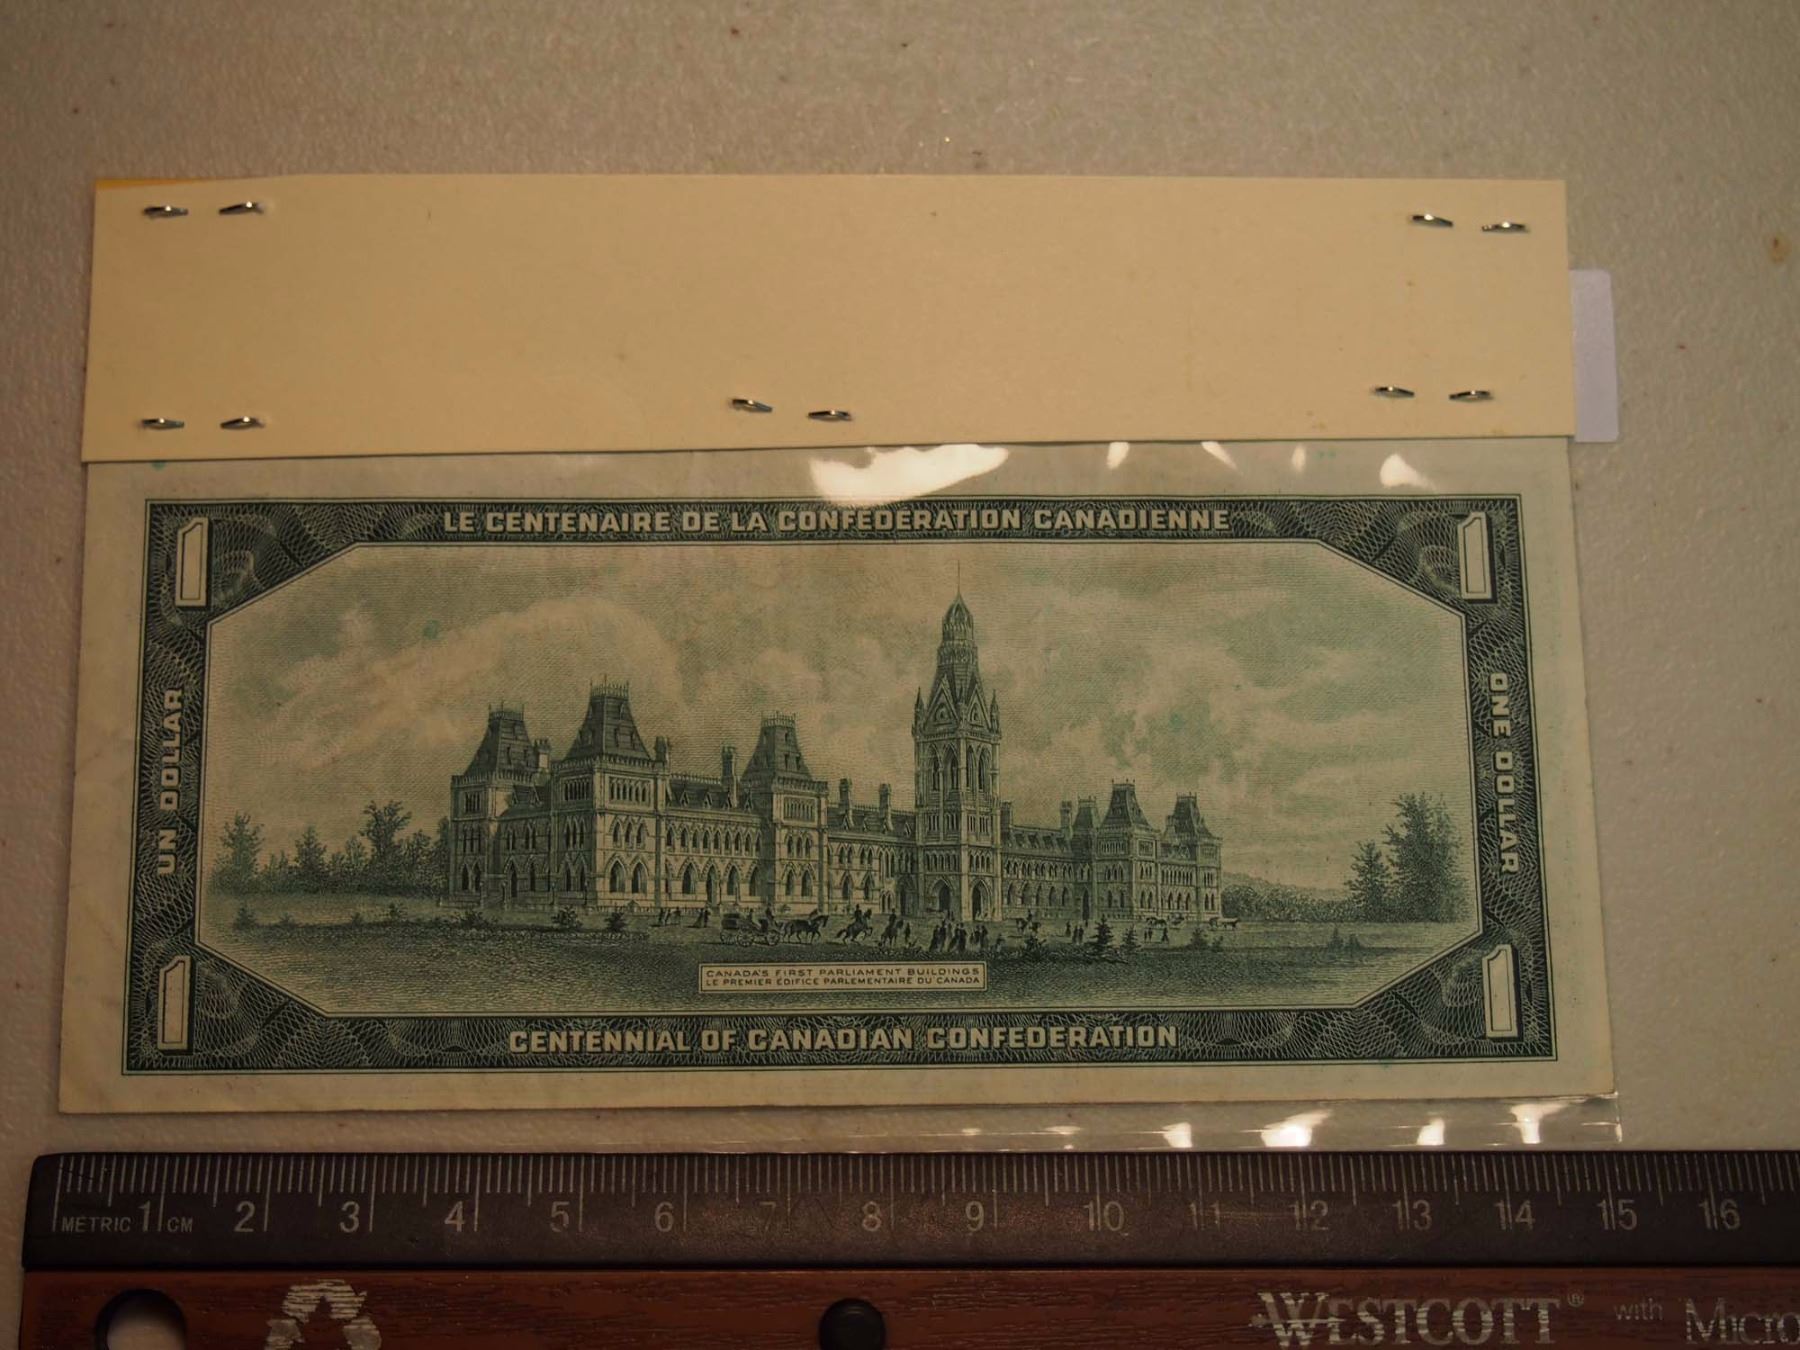 1 LE CENTENAIRE DE LA CONFEDERATION CANADIENNE 1
UN DOLLAR
ONE DOLLAR
CANADA'S FIRST PARLIAMENT BUILDINGS
LE PREMIER EDIFICE PARLEMENTAIRE DU CANADA
1 CENTENNIAL OF CANADIAN CONFEDERATION 1
METRIC 1 CM 2 3 4 5 6 7 8 9 10 11 12 13 14 15 16
WESTCOTT® with Micro